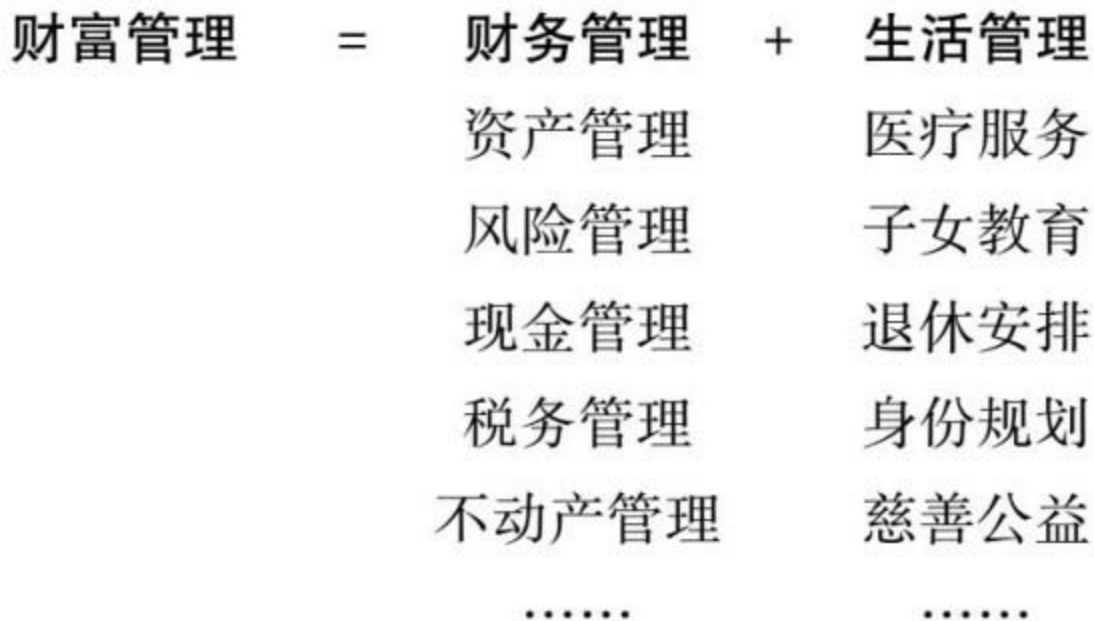 财富管理 = 财务管理 + 生活管理
资产管理 医疗服务
风险管理 子女教育
现金管理 退休安排
税务管理 身份规划
不动产管理 慈善公益
…… ……